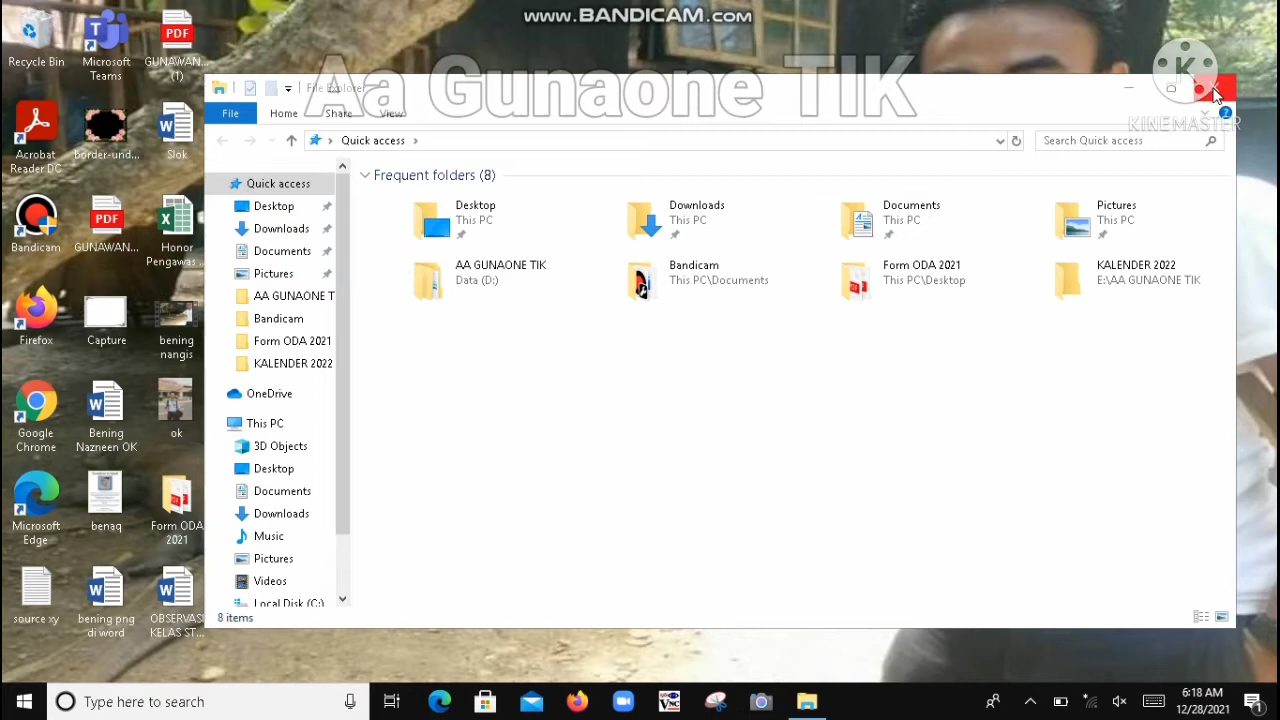 www.BANDICAM.com
Aa Gunaone TIK
K
KINEMASTER
Recycle Bin
Microsoft
Teams
PDF
GUNAWAN...
(1)
Acrobat
Reader DC
border-und...
Slok
Bandicam
PDF
GUNAWAN...
Honor
Pengawas ...
Firefox
Capture
bening
nangis
Google
Chrome
Bening
Nazneen OK
ok
Microsoft
Edge
benaq
Form ODA
2021
source xy
bening png
di word
OBSERVASI
KELAS ST...
File Explorer
File Home Share View
Quick access
Search Quick access
Quick access
Desktop
Downloads
Documents
Pictures
AA GUNAONE T
Bandicam
Form ODA 2021
KALENDER 2022
OneDrive
This PC
3D Objects
Desktop
Documents
Downloads
Music
Pictures
Videos
Local Disk (C:)
8 items
Frequent folders (8)
Desktop
This PC
Downloads
This PC
Documents
This PC
Pictures
This PC
AA GUNAONE TIK
Data (D:)
Bandicam
This PC\Documents
Form ODA 2021
This PC\Desktop
KALENDER 2022
E:\AA GUNAONE TIK
Type here to search
VNC
6:18 AM
12/28/2021
1